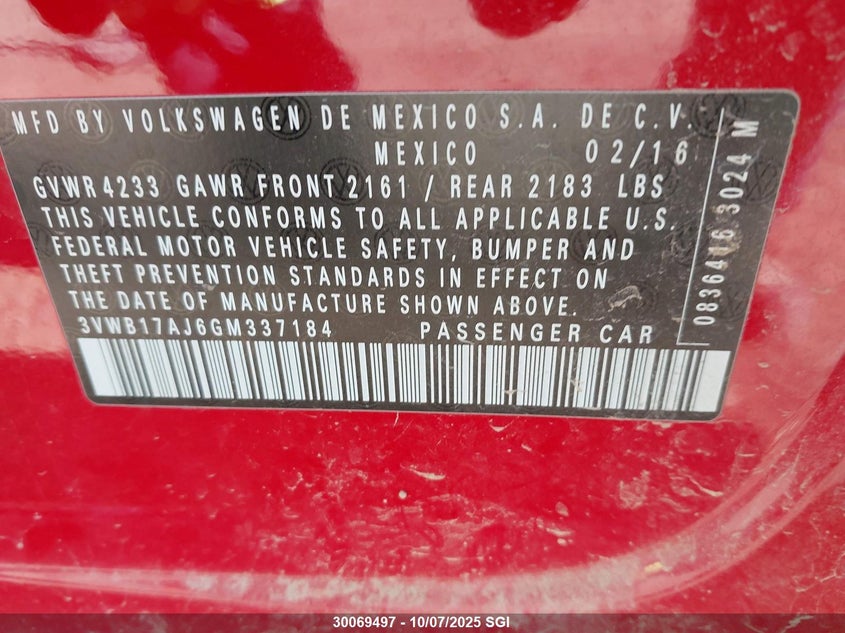 MFD BY VOLKSWAGEN DE MEXICO S.A. DE C.V.
MEXICO 02/16
GVWR 4233 GAWR FRONT 2161 / REAR 2183 LBS
THIS VEHICLE CONFORMS TO ALL APPLICABLE U.S.
FEDERAL MOTOR VEHICLE SAFETY, BUMPER AND
THEFT PREVENTION STANDARDS IN EFFECT ON
THE DATE OF MANUFACTURE SHOWN ABOVE.
3VWB17AJ6GM337184 PASSENGER CAR
3024 M
30069497 - 10/07/2025 SGI